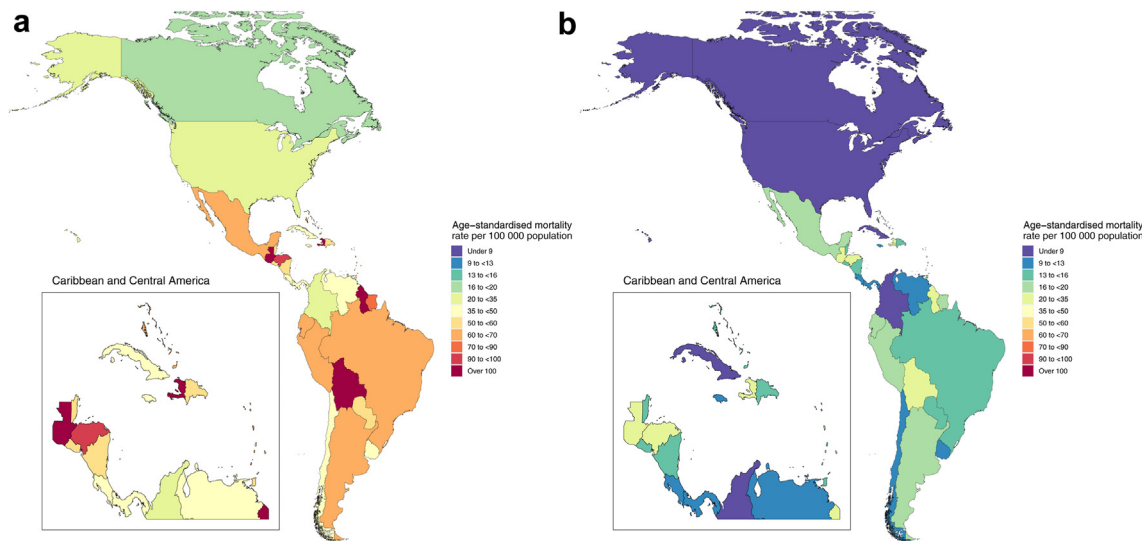 a
Age-standardised mortality
rate per 100 000 population
Under 9
9 to <13
13 to <16
16 to <20
20 to <35
35 to <50
50 to <60
60 to <70
70 to <90
90 to <100
Over 100
Caribbean and Central America
b
Age-standardised mortality
rate per 100 000 population
Under 9
9 to <13
13 to <16
16 to <20
20 to <35
35 to <50
50 to <60
60 to <70
70 to <90
90 to <100
Over 100
Caribbean and Central America